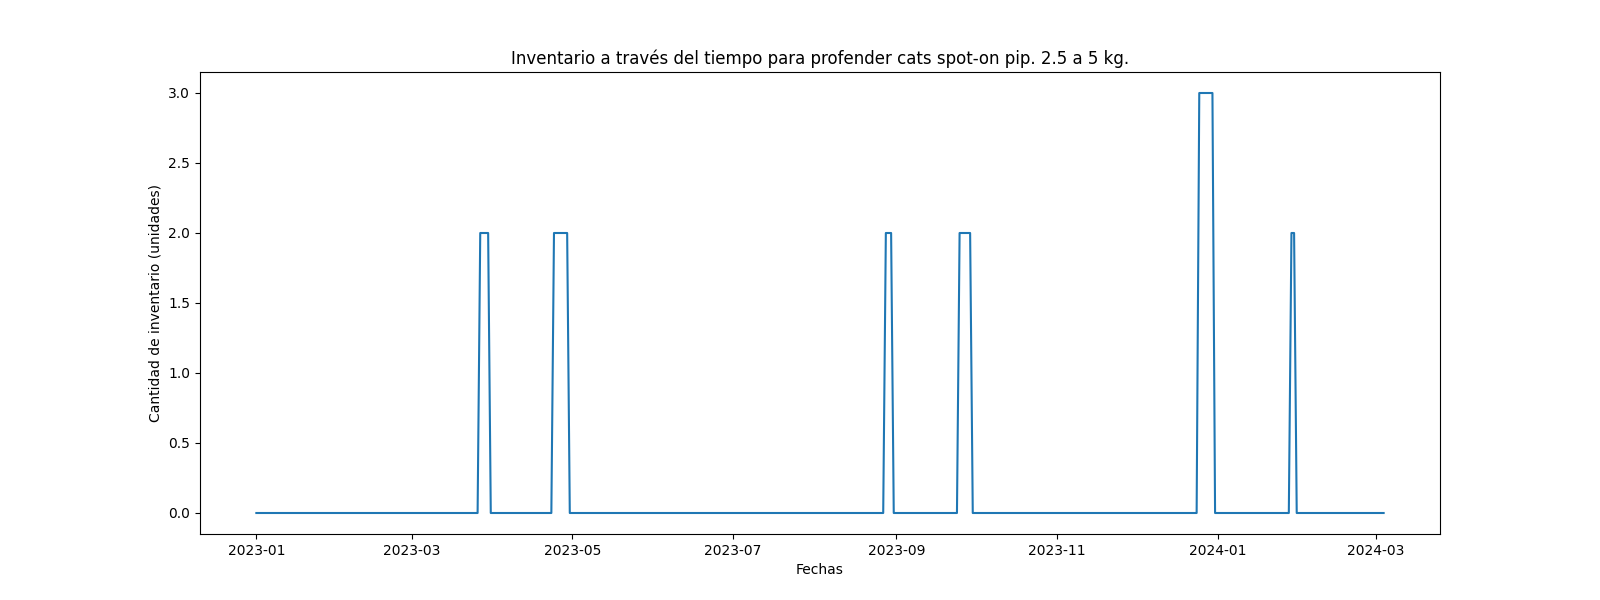 Inventario a través del tiempo para profender cats spot-on pip. 2.5 a 5 kg.
Cantidad de inventario (unidades)
3.0
2.5
2.0
1.5
1.0
0.5
0.0
2023-01 2023-03 2023-05 2023-07 2023-09 2023-11 2024-01 2024-03
Fechas